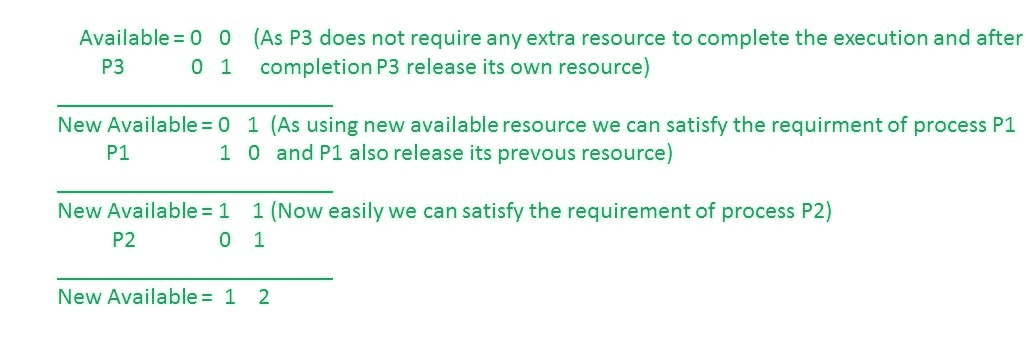 Available = 0 0 (As P3 does not require any extra resource to complete the execution and after
P3 0 1 completion P3 release its own resource)
New Available = 0 1 (As using new available resource we can satisfy the requirment of process P1
P1 1 0 and P1 also release its prevous resource)
New Available = 1 1 (Now easily we can satisfy the requirement of process P2)
P2 0 1
New Available = 1 2